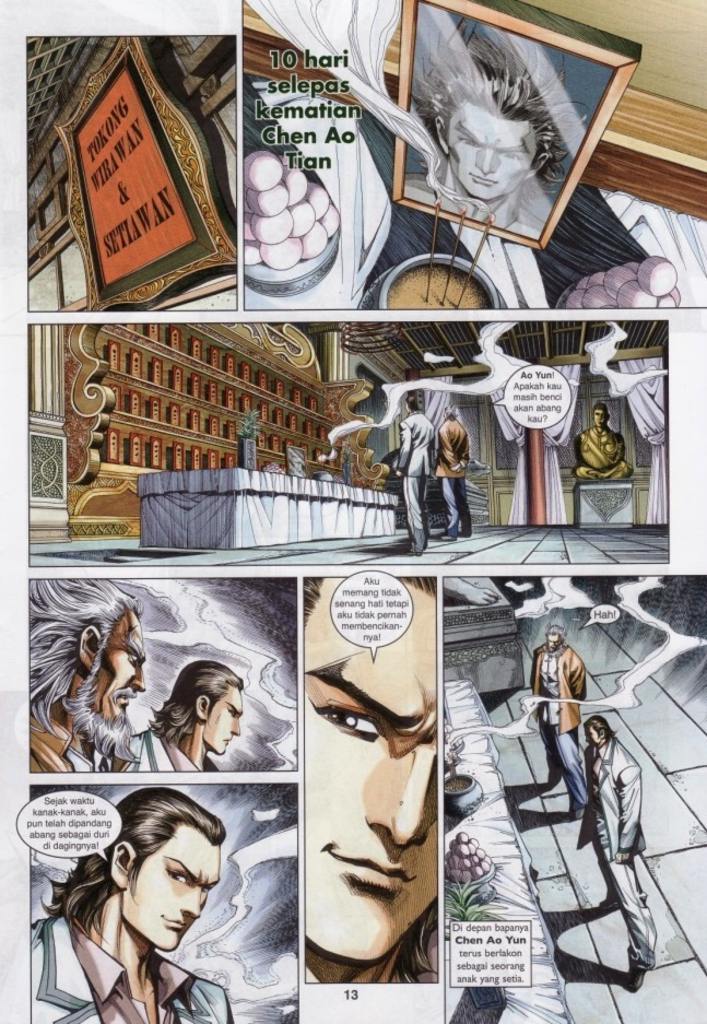 TOKONG
WIRAWAN
&
SETIAWAN
10 hari
selepas
kematian
Chen Ao
Tian
Ao Yun!
Apakah kau
masih benci
akan abang
kau?
Aku
memang tidak
senang hati tetapi
aku tidak pernah
membencikan-
nya!
Hah!
Sejak waktu
kanak-kanak, aku
pun telah dipandang
abang sebagai duri
di dagingnya!
Di depan bapanya
Chen Ao Yun
terus berlakon
sebagai seorang
anak yang setia.
13